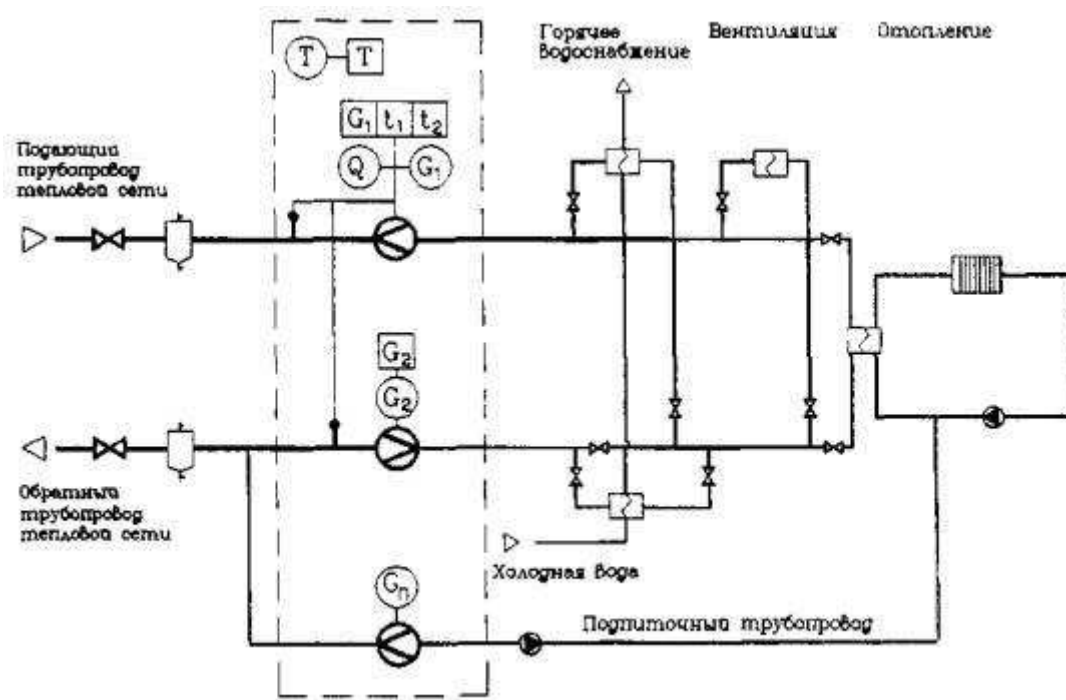 Горячее
водоснабжение
Вентиляция
Отопление
T T
G₁ t₁ t₂
Q G₁
Подающий
трубопровод
тепловой сети
G₂
G₂
Обратный
трубопровод
тепловой сети
Холодная вода
Gп
Подпиточный трубопровод